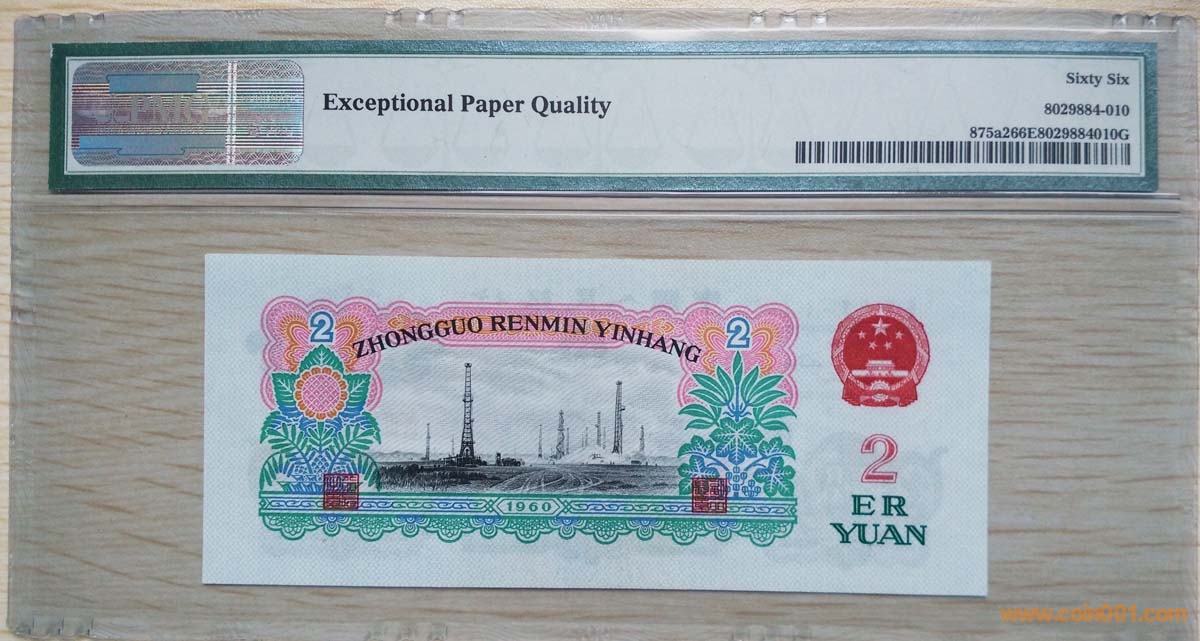 PMG
Exceptional Paper Quality
Sixty Six
8029884-010
875a266E8029884010G
2
ZHONGGUO RENMIN YINHANG
2
2
ER
YUAN
1960
www.coin001.com